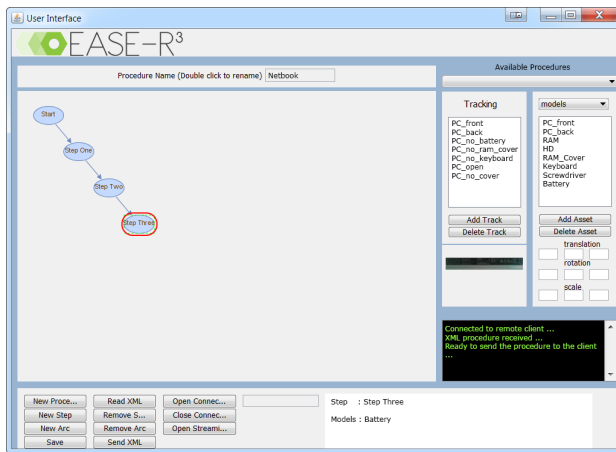 User Interface
EASE-R³
Procedure Name (Double click to rename) Netbook
Available Procedures
Start
Step One
Step Two
Step Three
Tracking
PC_front
PC_back
PC_no_battery
PC_no_ram_cover
PC_no_keyboard
PC_open
PC_no_cover
Add Track
Delete Track
models
PC_front
PC_back
RAM
HD
RAM_Cover
Keyboard
Screwdriver
Battery
Add Asset
Delete Asset
translation
rotation
scale
Connected to remote client ...
XML procedure received ...
Ready to send the procedure to the client
...
New Proce... Read XML Open Connec...
New Step Remove S... Close Connec...
New Arc Remove Arc Open Streami...
Save Send XML
Step : Step Three
Models : Battery